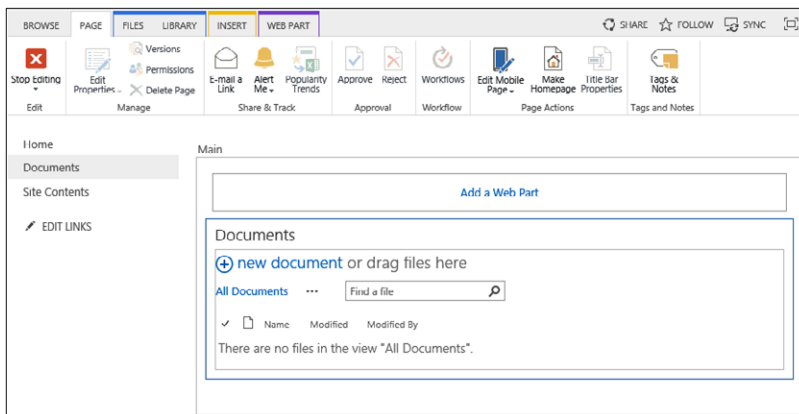 BROWSE PAGE FILES LIBRARY INSERT WEB PART SHARE FOLLOW SYNC
Stop Editing
Edit Properties
Versions
Permissions
Delete Page
E-mail a Link
Alert Me
Popularity Trends
Approve
Reject
Workflows
Edit Mobile Page
Make Homepage
Title Bar Properties
Tags & Notes
Edit Manage Share & Track Approval Workflow Page Actions Tags and Notes
Home
Documents
Site Contents
EDIT LINKS
Main
Add a Web Part
Documents
new document or drag files here
All Documents ... Find a file
Name Modified Modified By
There are no files in the view "All Documents".